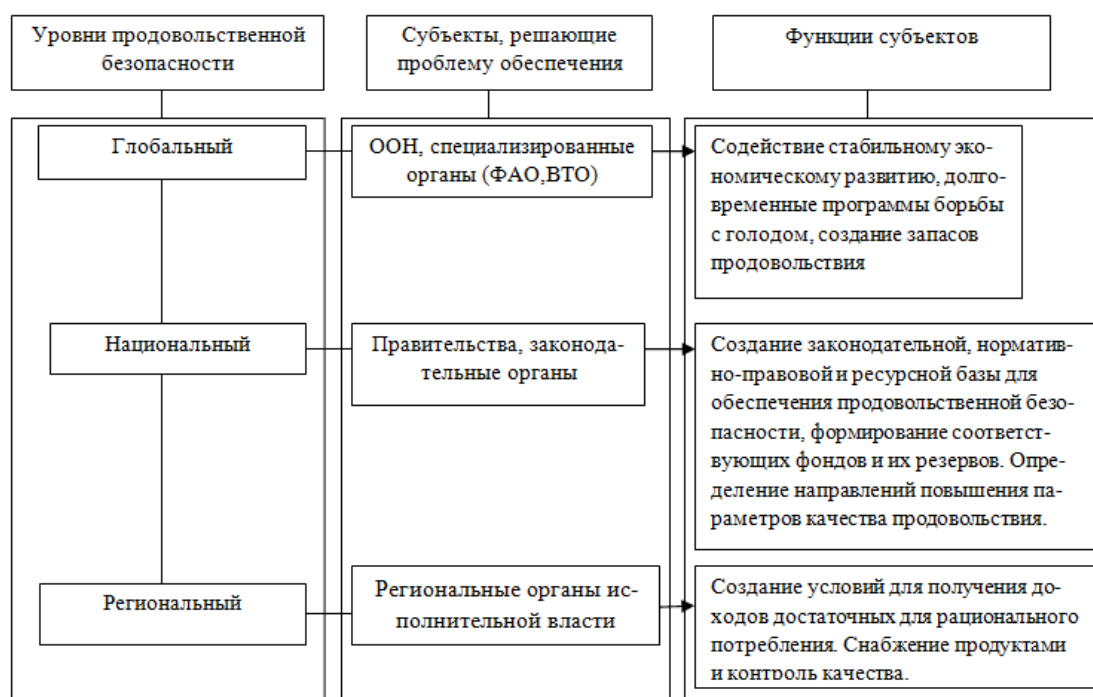 Уровни продовольственной
безопасности
Субъекты, решающие
проблему обеспечения
Функции субъектов
Глобальный
ООН, специализированные
органы (ФАО,ВТО)
Содействие стабильному эко-
номическому развитию, долго-
временные программы борьбы
с голодом, создание запасов
продовольствия
Национальный
Правительства, законода-
тельные органы
Создание законодательной, норматив-
но-правовой и ресурсной базы для
обеспечения продовольственной безо-
пасности, формирование соответст-
вующих фондов и их резервов. Опре-
деление направлений повышения па-
раметров качества продовольствия.
Региональный
Региональные органы ис-
полнительной власти
Создание условий для получения до-
ходов достаточных для рационального
потребления. Снабжение продуктами
и контроль качества.